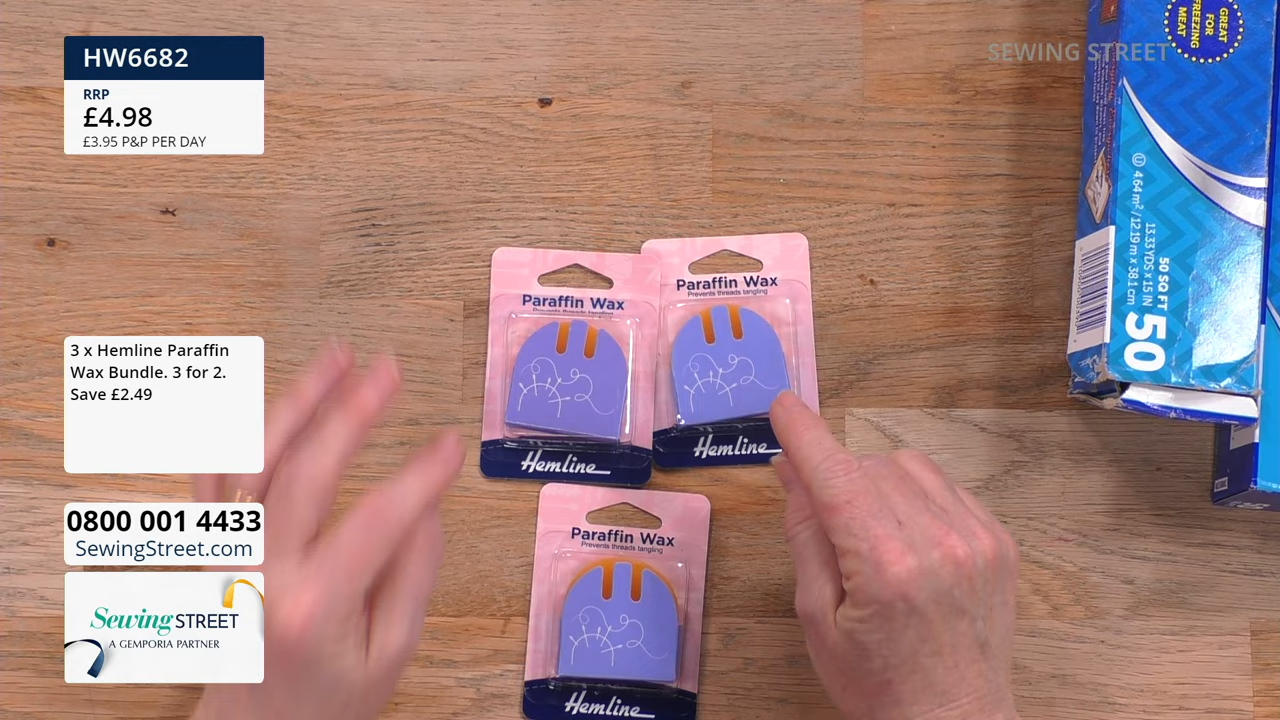 HW6682
RRP
£4.98
£3.95 P&P PER DAY
3 x Hemline Paraffin
Wax Bundle. 3 for 2.
Save £2.49
0800 001 4433
SewingStreet.com
Sewing STREET
A GEMPORIA PARTNER
SEWING STREET
Paraffin Wax
Prevents threads tangling
Hemline
Paraffin Wax
Prevents threads tangling
Hemline
Paraffin Wax
Prevents threads tangling
Hemline
GREAT
FOR
FREEZING
MEAT
50
50 SQ FT
13.33 YDS x 15 IN
4.64 m² / 12.19 m x 38.1 cm